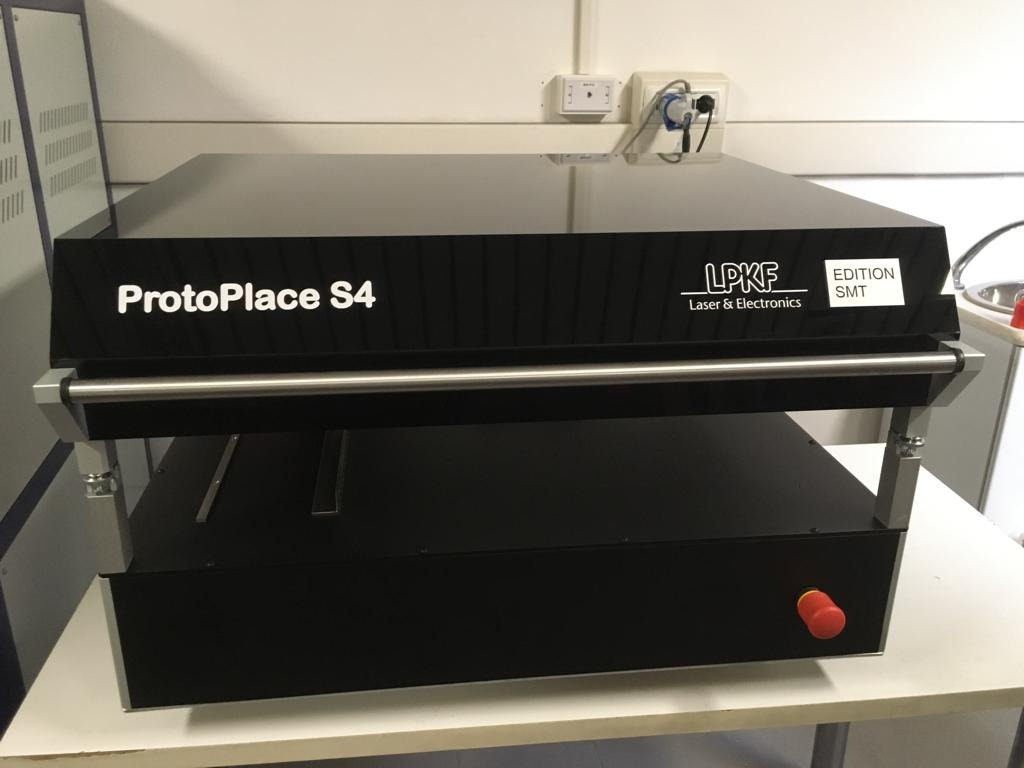 ProtoPlace S4
LPKF
Laser & Electronics
EDITION
SMT